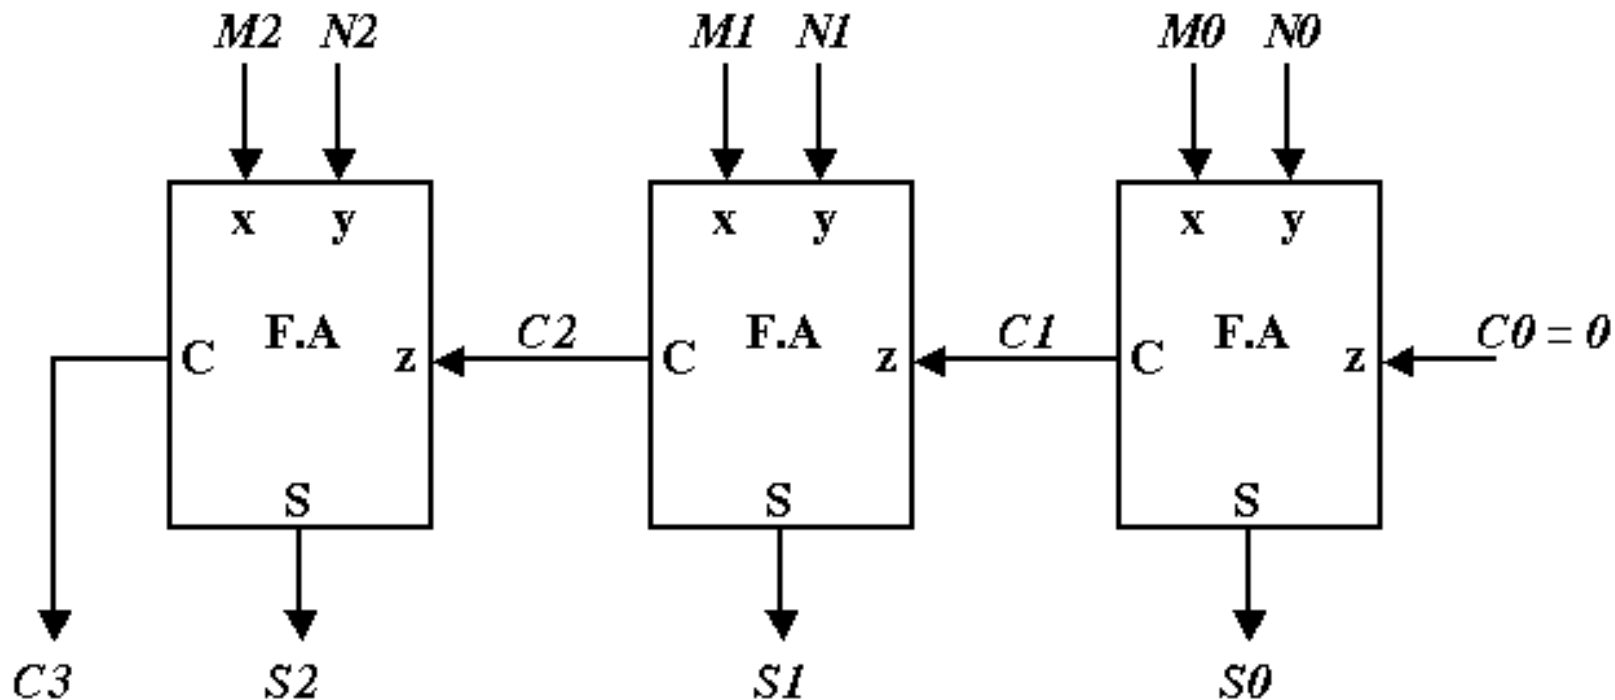 M2 N2 M1 N1 M0 N0
x y x y x y
F.A C2 F.A C1 F.A C0 = 0
C z C z C z
S S S
C3 S2 S1 S0